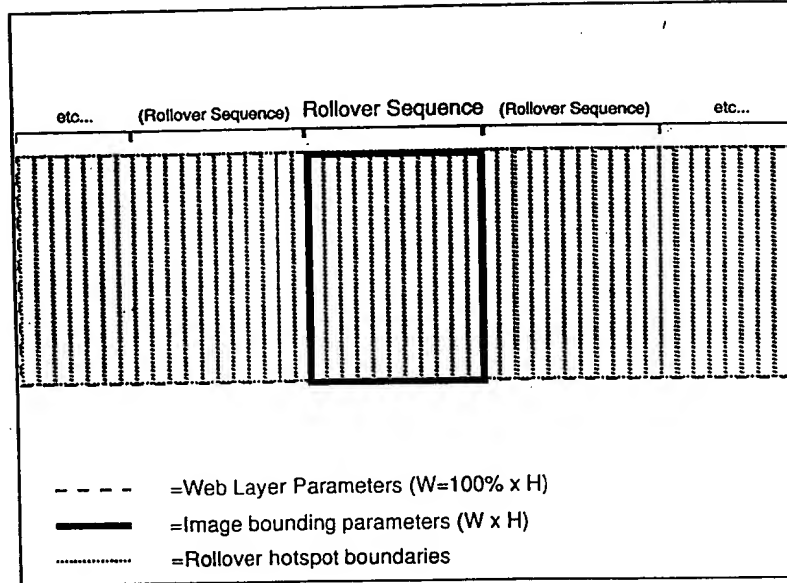 etc... (Rollover Sequence) Rollover Sequence (Rollover Sequence) etc...
=Web Layer Parameters (W=100% x H)
=Image bounding parameters (W x H)
=Rollover hotspot boundaries